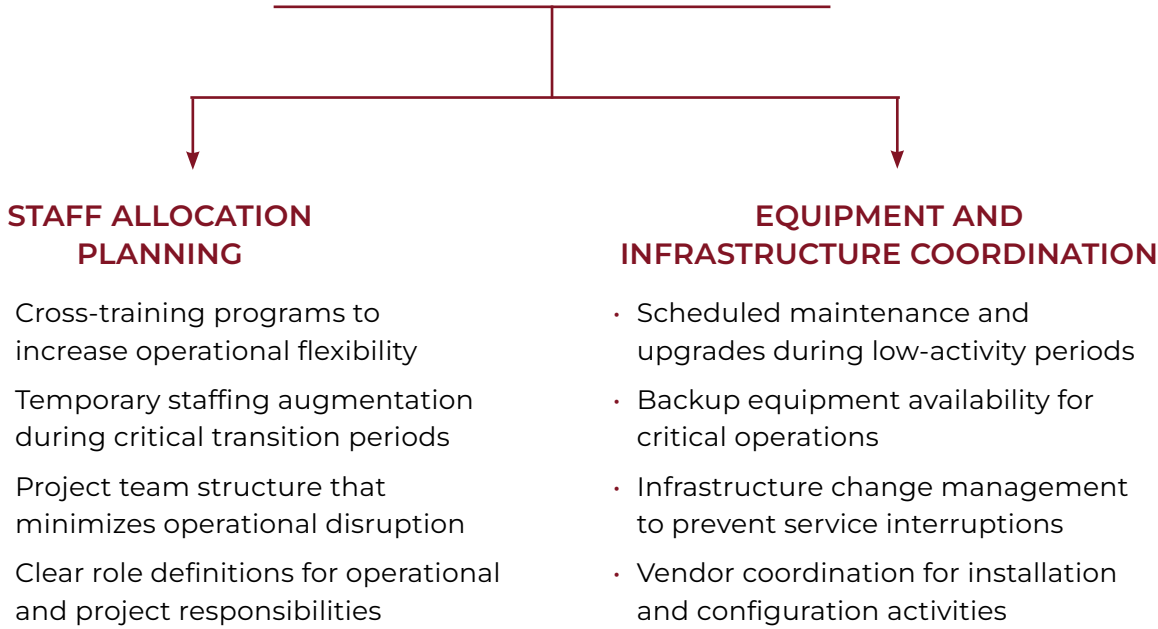 STAFF ALLOCATION
PLANNING
Cross-training programs to
increase operational flexibility
Temporary staffing augmentation
during critical transition periods
Project team structure that
minimizes operational disruption
Clear role definitions for operational
and project responsibilities
EQUIPMENT AND
INFRASTRUCTURE COORDINATION
• Scheduled maintenance and
upgrades during low-activity periods
• Backup equipment availability for
critical operations
• Infrastructure change management
to prevent service interruptions
• Vendor coordination for installation
and configuration activities